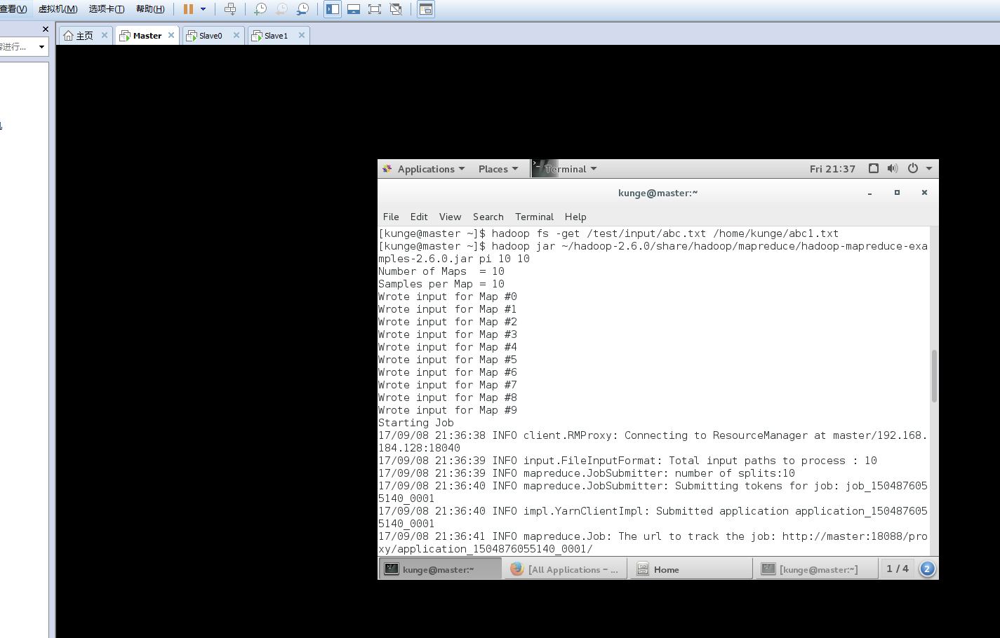 查看(V) 虚拟机(M) 选项卡(T) 帮助(H)
主页 Master Slave0 Slave1
Applications Places Terminal Fri 21:37
kunge@master:~
File Edit View Search Terminal Help
[kunge@master ~]$ hadoop fs -get /test/input/abc.txt /home/kunge/abc1.txt
[kunge@master ~]$ hadoop jar ~/hadoop-2.6.0/share/hadoop/mapreduce/hadoop-mapreduce-exa
mples-2.6.0.jar pi 10 10
Number of Maps  = 10
Samples per Map = 10
Wrote input for Map #0
Wrote input for Map #1
Wrote input for Map #2
Wrote input for Map #3
Wrote input for Map #4
Wrote input for Map #5
Wrote input for Map #6
Wrote input for Map #7
Wrote input for Map #8
Wrote input for Map #9
Starting Job
17/09/08 21:36:38 INFO client.RMProxy: Connecting to ResourceManager at master/192.168.
184.128:18040
17/09/08 21:36:39 INFO input.FileInputFormat: Total input paths to process : 10
17/09/08 21:36:39 INFO mapreduce.JobSubmitter: number of splits:10
17/09/08 21:36:40 INFO mapreduce.JobSubmitter: Submitting tokens for job: job_150487605
5140_0001
17/09/08 21:36:40 INFO impl.YarnClientImpl: Submitted application application_150487605
5140_0001
17/09/08 21:36:41 INFO mapreduce.Job: The url to track the job: http://master:18088/pro
xy/application_1504876055140_0001/
kunge@master:~ [All Applications - ... Home [kunge@master:~] 1 / 4 2